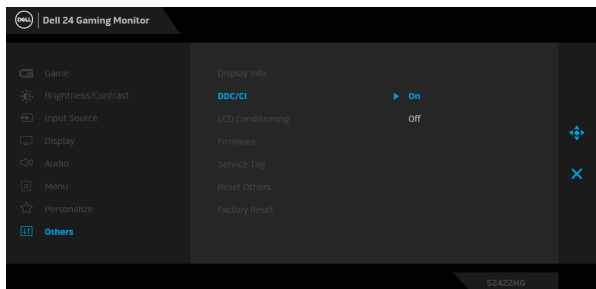 DELL Dell 24 Gaming Monitor
Game
Display Info
Brightness/Contrast
DDC/CI
On
Input Source
LCD Conditioning
Off
Display
Firmware
Audio
Service Tag
Menu
Reset Others
Personalize
Factory Reset
Others
S2422HG